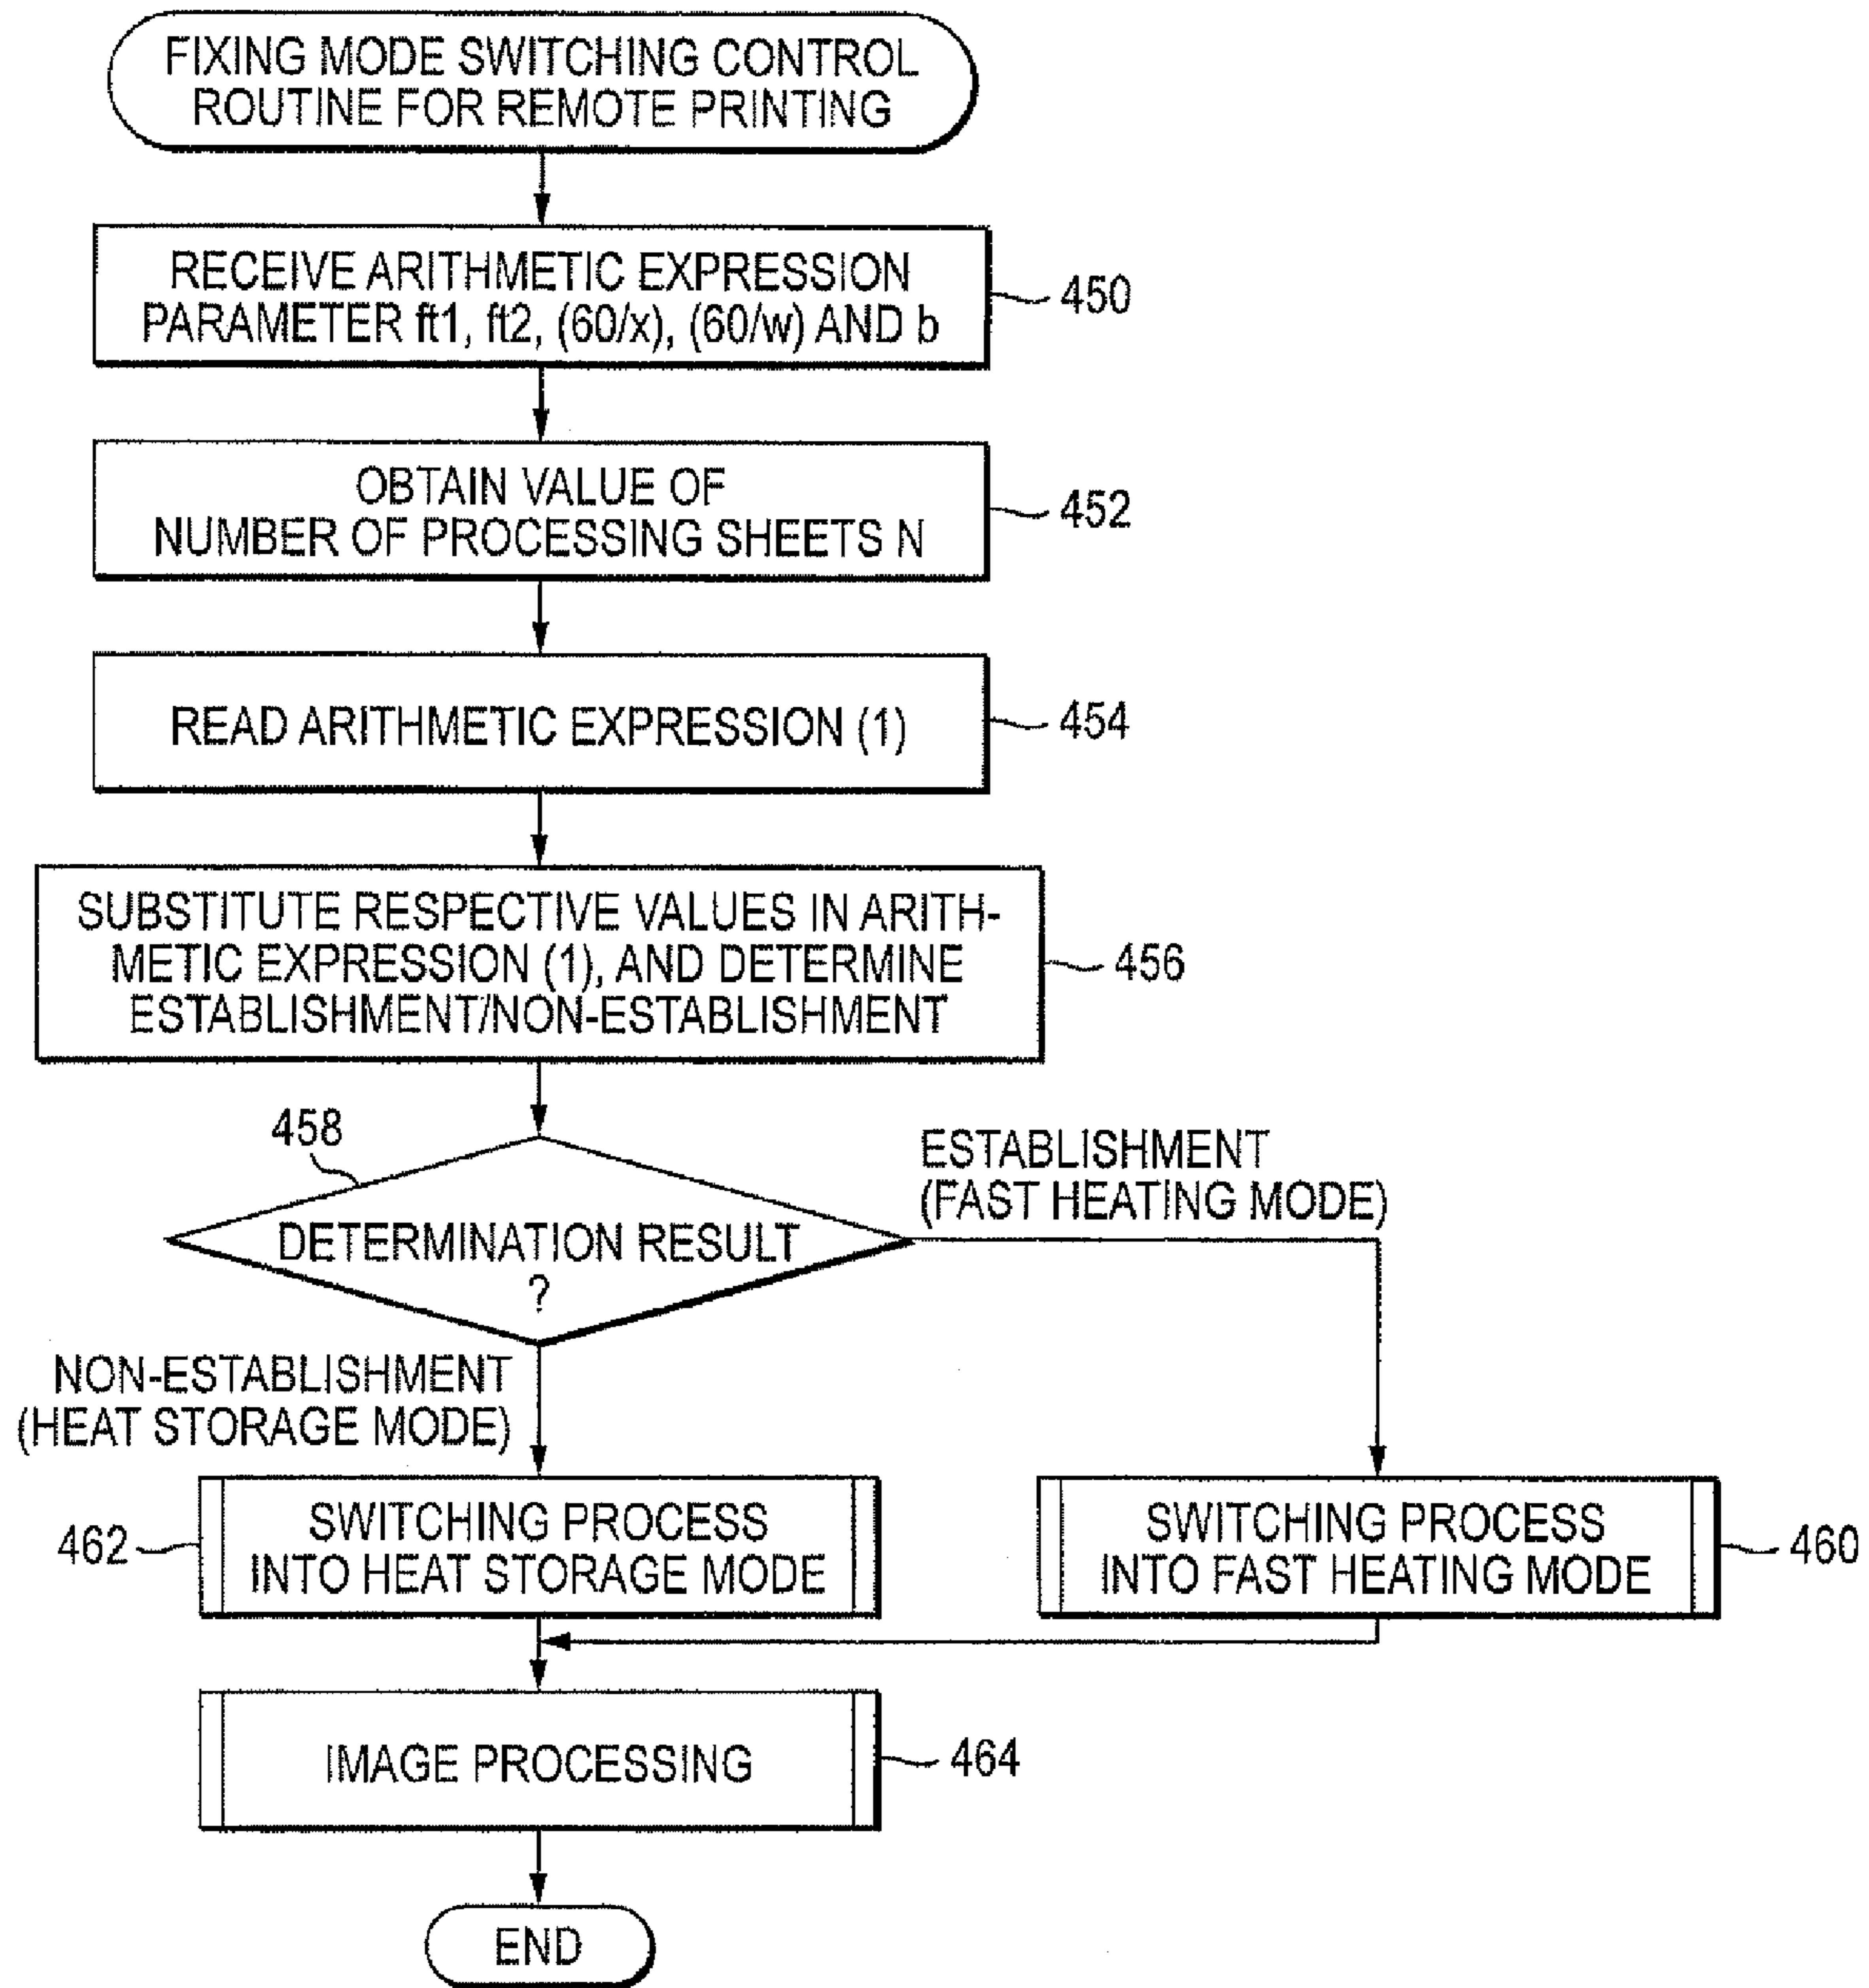 FIXING MODE SWITCHING CONTROL
ROUTINE FOR REMOTE PRINTING
RECEIVE ARITHMETIC EXPRESSION
PARAMETER ft1, ft2, (60/x), (60/w) AND b
450
OBTAIN VALUE OF
NUMBER OF PROCESSING SHEETS N
452
READ ARITHMETIC EXPRESSION (1)
454
SUBSTITUTE RESPECTIVE VALUES IN ARITH-
METIC EXPRESSION (1), AND DETERMINE
ESTABLISHMENT/NON-ESTABLISHMENT
456
458
DETERMINATION RESULT
?
ESTABLISHMENT
(FAST HEATING MODE)
NON-ESTABLISHMENT
(HEAT STORAGE MODE)
462
SWITCHING PROCESS
INTO HEAT STORAGE MODE
SWITCHING PROCESS
INTO FAST HEATING MODE
460
IMAGE PROCESSING
464
END